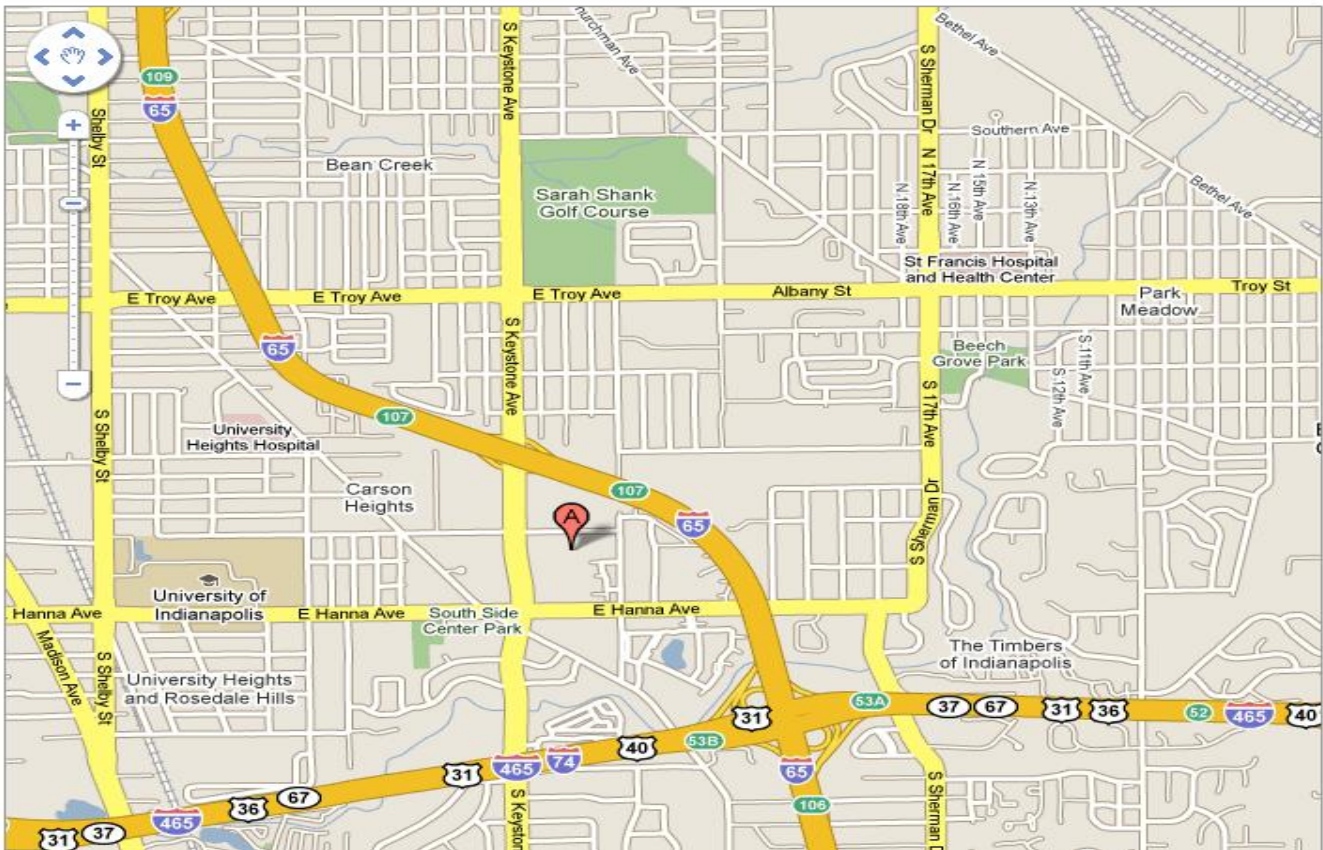 S Keystone Ave
Churchman Ave
Bethel Ave
109
65
Shelby St
S Sherman Dr
Southern Ave
Bean Creek
N 17th Ave
N 15th Ave
N 18th Ave
N 16th Ave
N 13th Ave
Bethel Ave
Sarah Shank
Golf Course
St Francis Hospital
and Health Center
E Troy Ave
E Troy Ave
E Troy Ave
Albany St
Troy St
Park
Meadow
65
S Keystone Ave
Beech
Grove Park
S 11th Ave
S 12th Ave
107
S 17th Ave
S Shelby St
University
Heights Hospital
Carson
Heights
107
65
A
S Sherman Dr
University of
Indianapolis
Hanna Ave
E Hanna Ave
South Side
Center Park
E Hanna Ave
Madison Ave
S Shelby St
University Heights
and Rosedale Hills
The Timbers
of Indianapolis
31
53A
37
67
31
36
52
465
40
53B
40
74
465
31
65
67
36
465
37
31
106
S Keyston
S Sherman D